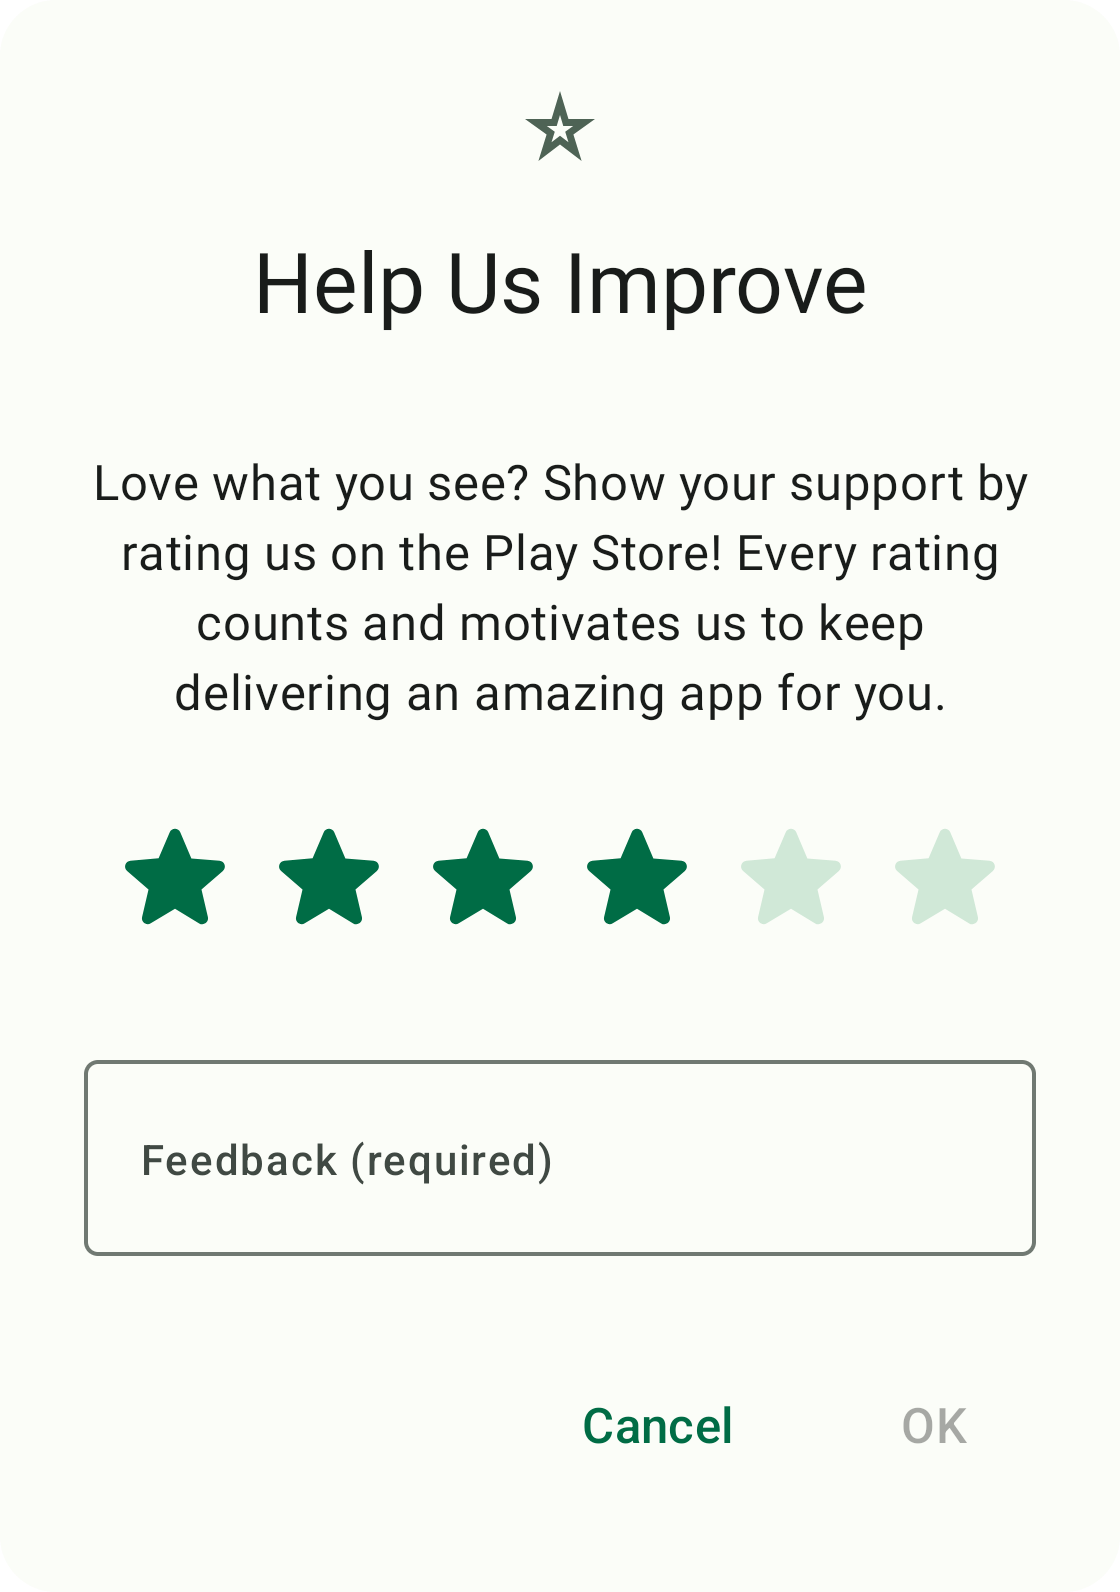 Help Us Improve
Love what you see? Show your support by
rating us on the Play Store! Every rating
counts and motivates us to keep
delivering an amazing app for you.
Feedback (required)
Cancel OK